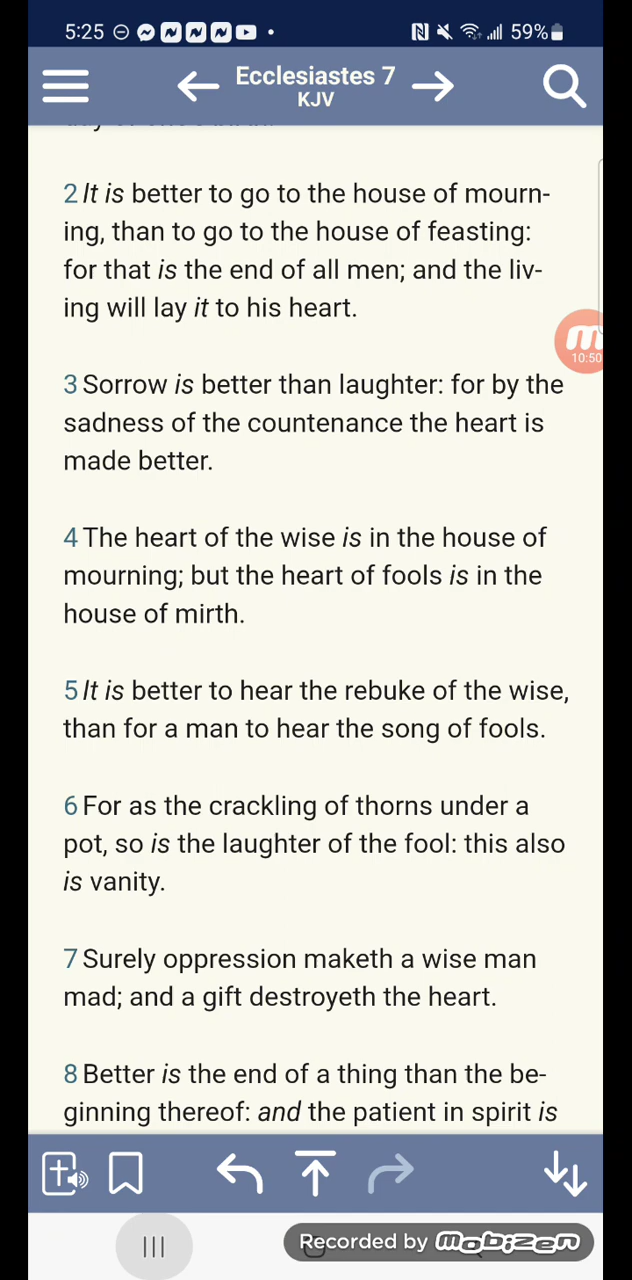 5:25 59%
Ecclesiastes 7
KJV
2 It is better to go to the house of mourn-
ing, than to go to the house of feasting:
for that is the end of all men; and the liv-
ing will lay it to his heart.
10:50
3 Sorrow is better than laughter: for by the
sadness of the countenance the heart is
made better.
4 The heart of the wise is in the house of
mourning; but the heart of fools is in the
house of mirth.
5 It is better to hear the rebuke of the wise,
than for a man to hear the song of fools.
6 For as the crackling of thorns under a
pot, so is the laughter of the fool: this also
is vanity.
7 Surely oppression maketh a wise man
mad; and a gift destroyeth the heart.
8 Better is the end of a thing than the be-
ginning thereof: and the patient in spirit is
Recorded by mobizen